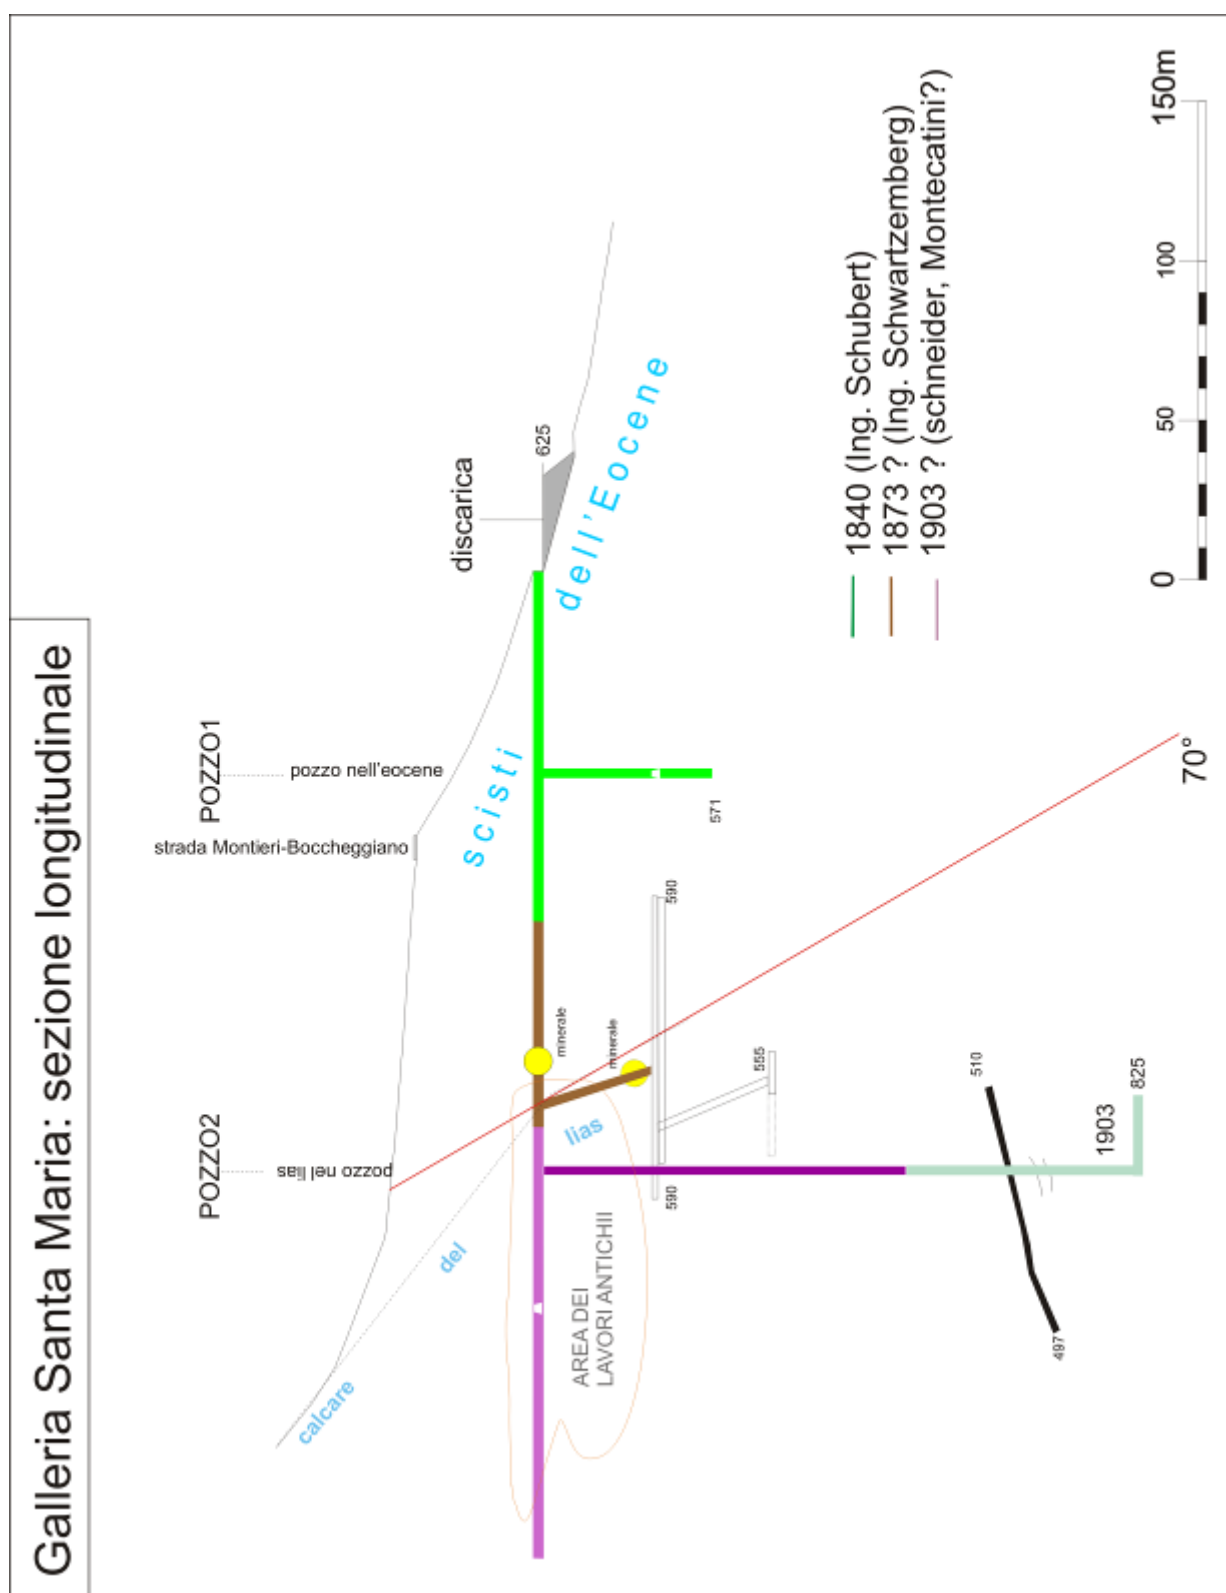 Galleria Santa Maria: sezione longitudinale
POZZO2
pozzo nel lias
POZZO1
pozzo nell'eocene
strada Montieri-Boccheggiano
discarica
625
calcare
del
lias
scisti
dell'Eocene
minerale
minerale
AREA DEI
LAVORI ANTICHII
590
590
571
555
510
497
1903
825
70°
1840 (Ing. Schubert)
1873 ? (Ing. Schwartzemberg)
1903 ? (schneider, Montecatini?)
0
50
100
150m